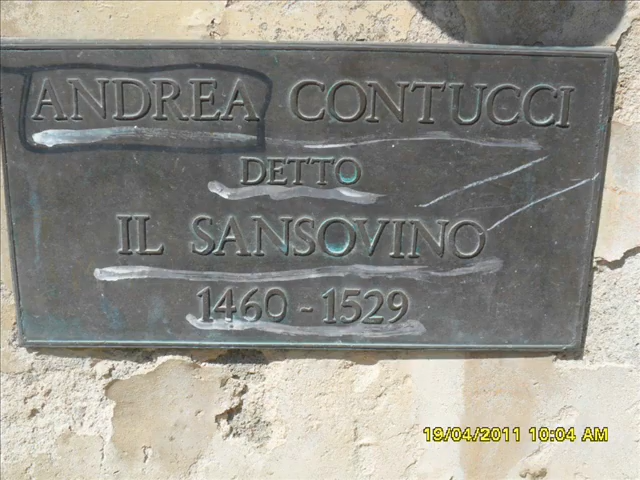 ANDREA CONTUCCI
DETTO
IL SANSOVINO
1460-1529
19/04/2011 10:04 AM